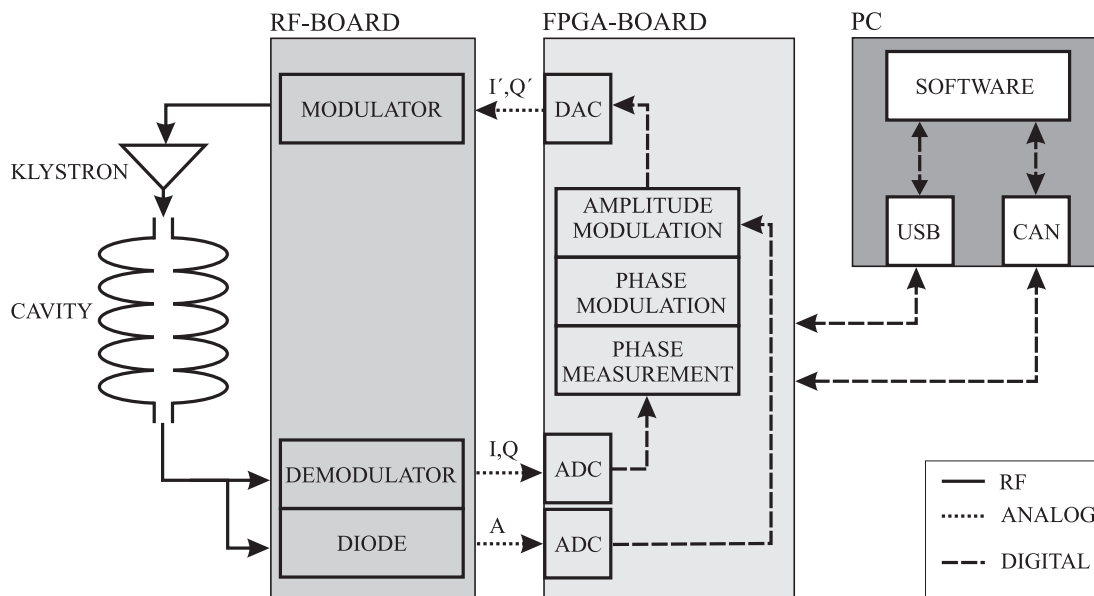 RF-BOARD
FPGA-BOARD
PC
MODULATOR
I´,Q´
DAC
SOFTWARE
KLYSTRON
AMPLITUDE
MODULATION
USB
CAN
CAVITY
PHASE
MODULATION
PHASE
MEASUREMENT
DEMODULATOR
I,Q
ADC
DIODE
A
ADC
RF
ANALOG
DIGITAL